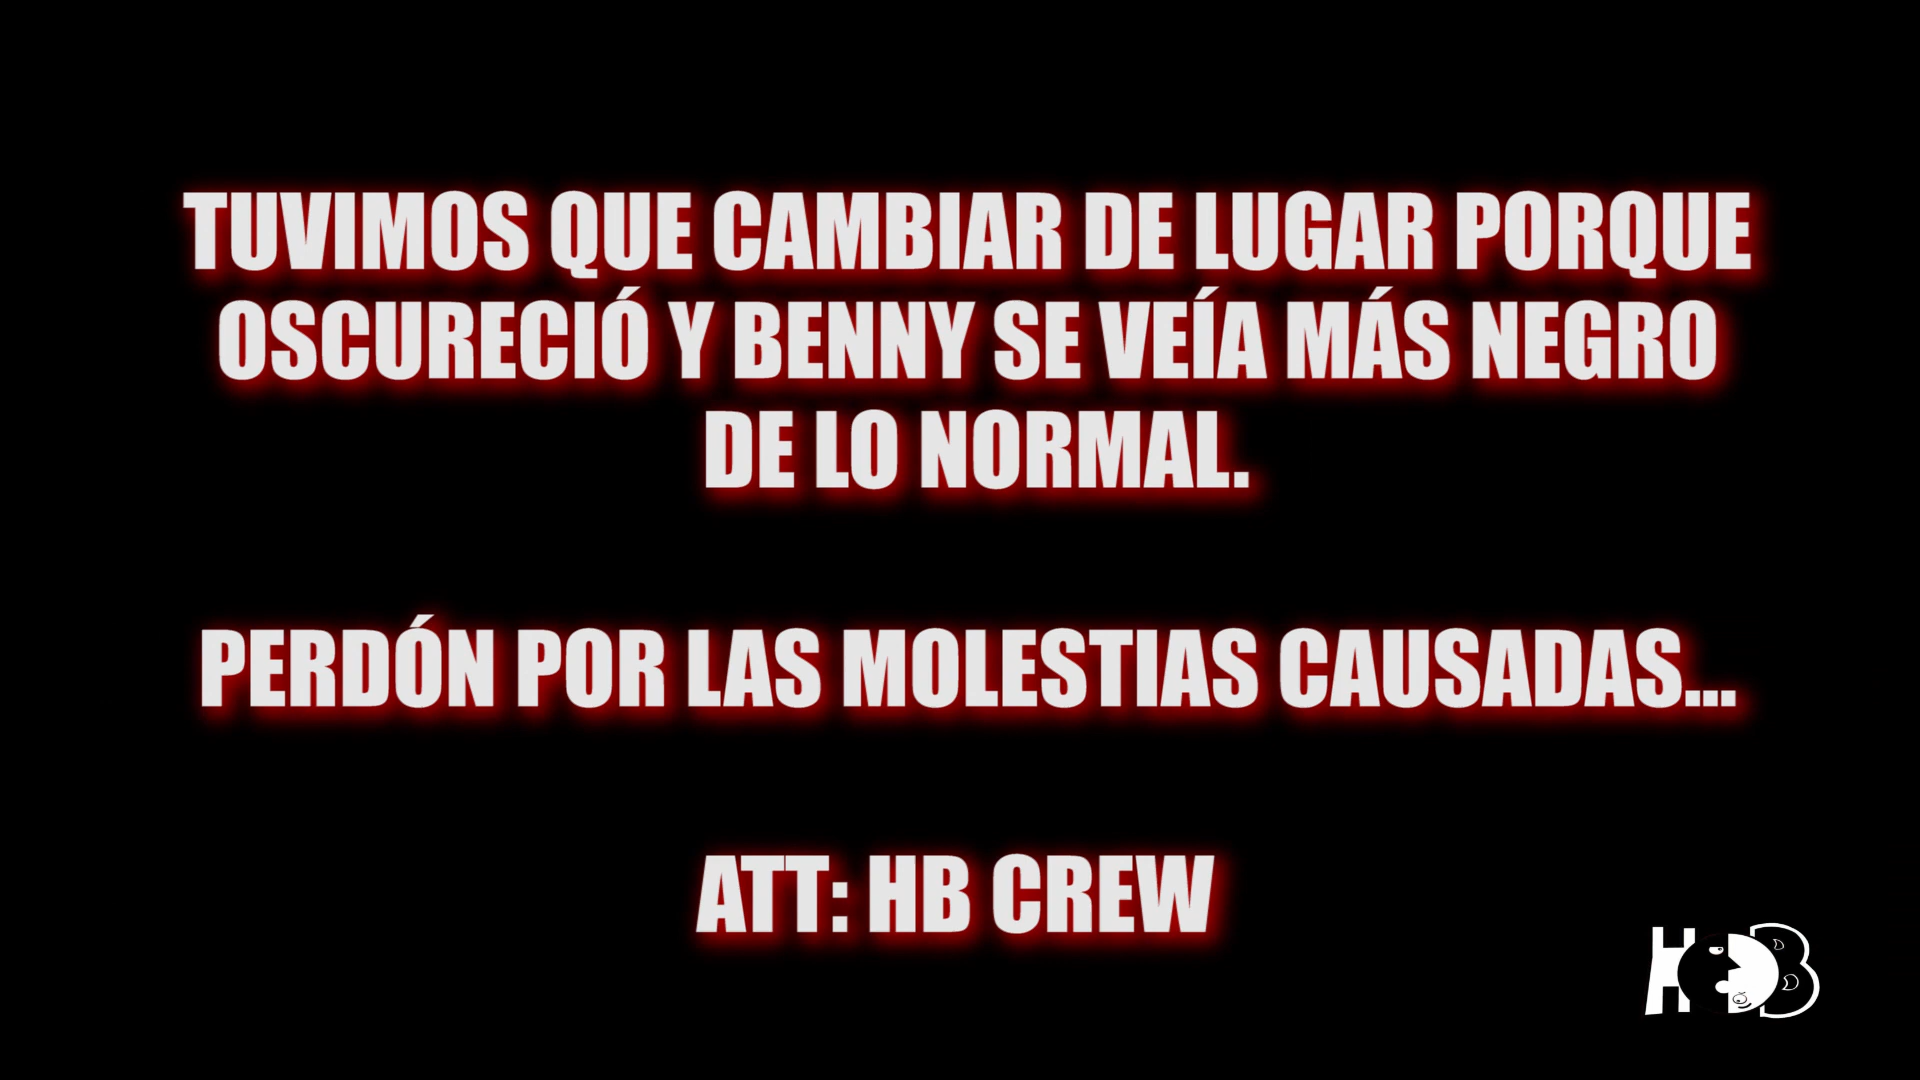 TUVIMOS QUE CAMBIAR DE LUGAR PORQUE
OSCURECIÓ Y BENNY SE VEÍA MÁS NEGRO
DE LO NORMAL.
PERDÓN POR LAS MOLESTIAS CAUSADAS...
ATT: HB CREW
HB